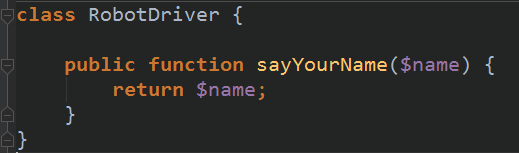 class RobotDriver {
    public function sayYourName($name) {
        return $name;
    }
}